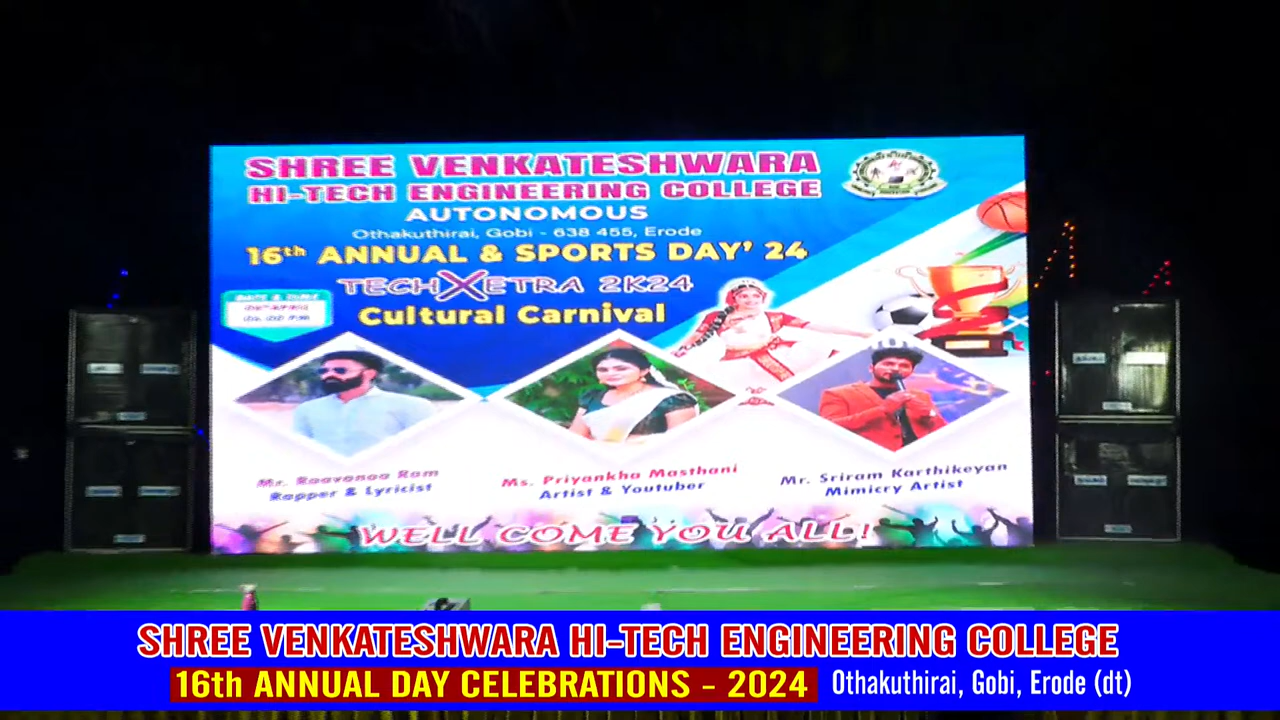 SHREE VENKATESHWARA
HI-TECH ENGINEERING COLLEGE
AUTONOMOUS
Othakuthirai, Gobi - 638 455, Erode
16th ANNUAL & SPORTS DAY' 24
TECHXETRA 2K24
Cultural Carnival
DATE & TIME
Mr. Raavanaa Ram
Rapper & Lyricist
Ms. Priyankha Masthani
Artist & Youtuber
Mr. Sriram Karthikeyan
Mimicry Artist
WELL COME YOU ALL!
SHREE VENKATESHWARA HI-TECH ENGINEERING COLLEGE
16th ANNUAL DAY CELEBRATIONS - 2024
Othakuthirai, Gobi, Erode (dt)